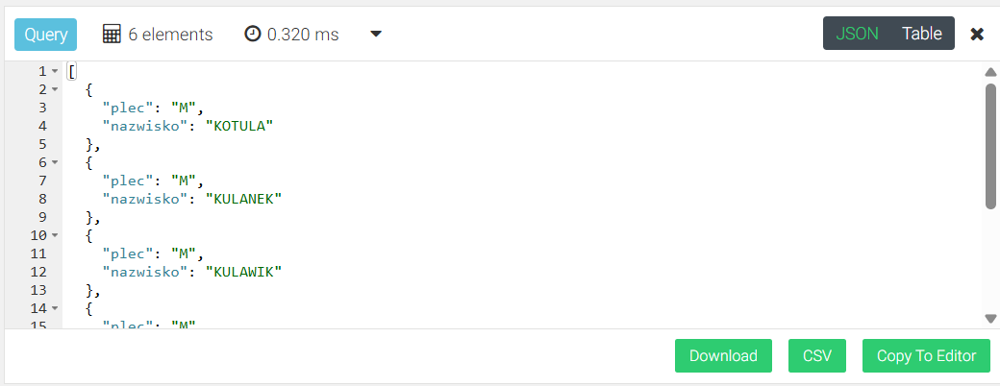 Query 6 elements 0.320 ms JSON Table
1 [
2 {
3 "plec": "M",
4 "nazwisko": "KOTULA"
5 },
6 {
7 "plec": "M",
8 "nazwisko": "KULANEK"
9 },
10 {
11 "plec": "M",
12 "nazwisko": "KULAWIK"
13 },
14 {
15 "plec": "M"
Download CSV Copy To Editor